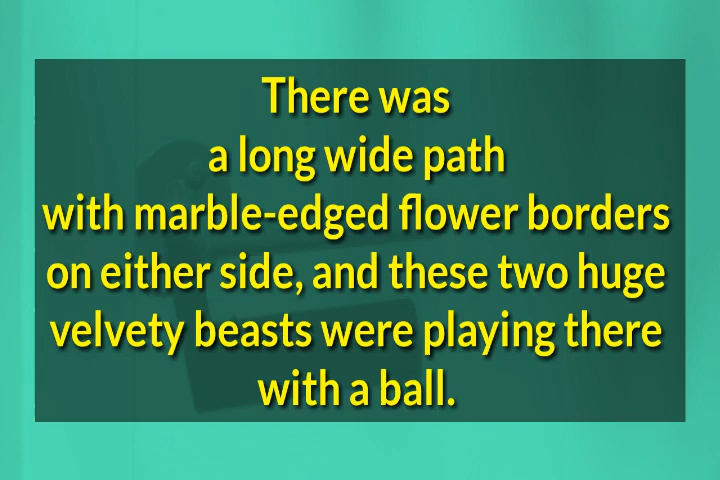 There was
a long wide path
with marble-edged flower borders
on either side, and these two huge
velvety beasts were playing there
with a ball.